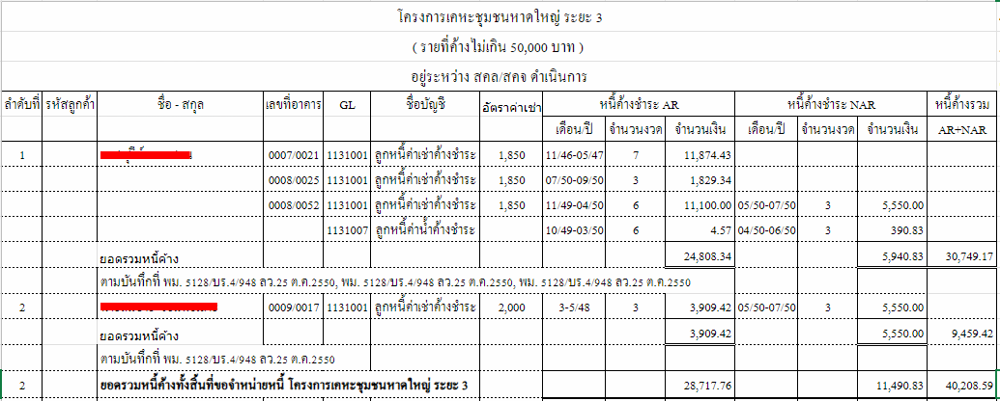 โครงการเคหะชุมชนหาดใหญ่ ระยะ 3
( รายที่ค้างไม่เกิน 50,000 บาท )
อยู่ระหว่าง สคส/สคจ ดำเนินการ
ลำดับที่ รหัสลูกค้า ชื่อ - สกุล เลขที่อาคาร GL ชื่อบัญชี อัตราค่าเช่า หนี้ค้างชำระ AR หนี้ค้างชำระ NAR หนี้ค้างรวม
เดือน/ปี จำนวนงวด จำนวนเงิน เดือน/ปี จำนวนงวด จำนวนเงิน AR+NAR
1 0007/0021 1131001 ลูกหนี้ค่าเช่าค้างชำระ 1,850 11/46-05/47 7 11,874.43
0008/0025 1131001 ลูกหนี้ค่าเช่าค้างชำระ 1,850 07/50-09/50 3 1,829.34
0008/0052 1131001 ลูกหนี้ค่าเช่าค้างชำระ 1,850 11/49-04/50 6 11,100.00 05/50-07/50 3 5,550.00
1131007 ลูกหนี้ค่าน้ำค้างชำระ 10/49-03/50 6 4.57 04/50-06/50 3 390.83
ยอดรวมหนี้ค้าง 24,808.34 5,940.83 30,749.17
ตามบันทึกที่ พม. 5128/บร.4/948 ลว.25 ต.ค.2550, พม. 5128/บร.4/948 ลว.25 ต.ค.2550, พม. 5128/บร.4/948 ลว.25 ต.ค.2550
2 0009/0017 1131001 ลูกหนี้ค่าเช่าค้างชำระ 2,000 3-5/48 3 3,909.42 05/50-07/50 3 5,550.00
ยอดรวมหนี้ค้าง 3,909.42 5,550.00 9,459.42
ตามบันทึกที่ พม. 5128/บร.4/948 ลว.25 ต.ค.2550
2 ยอดรวมหนี้ค้างทั้งสิ้นที่ขอจำหน่ายหนี้ โครงการเคหะชุมชนหาดใหญ่ ระยะ 3 28,717.76 11,490.83 40,208.59